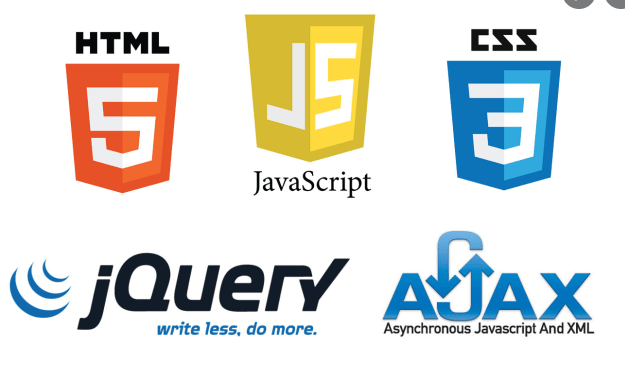 HTML
5
JS
JavaScript
CSS
3
jQuery
write less, do more.
AJAX
Asynchronous Javascript And XML